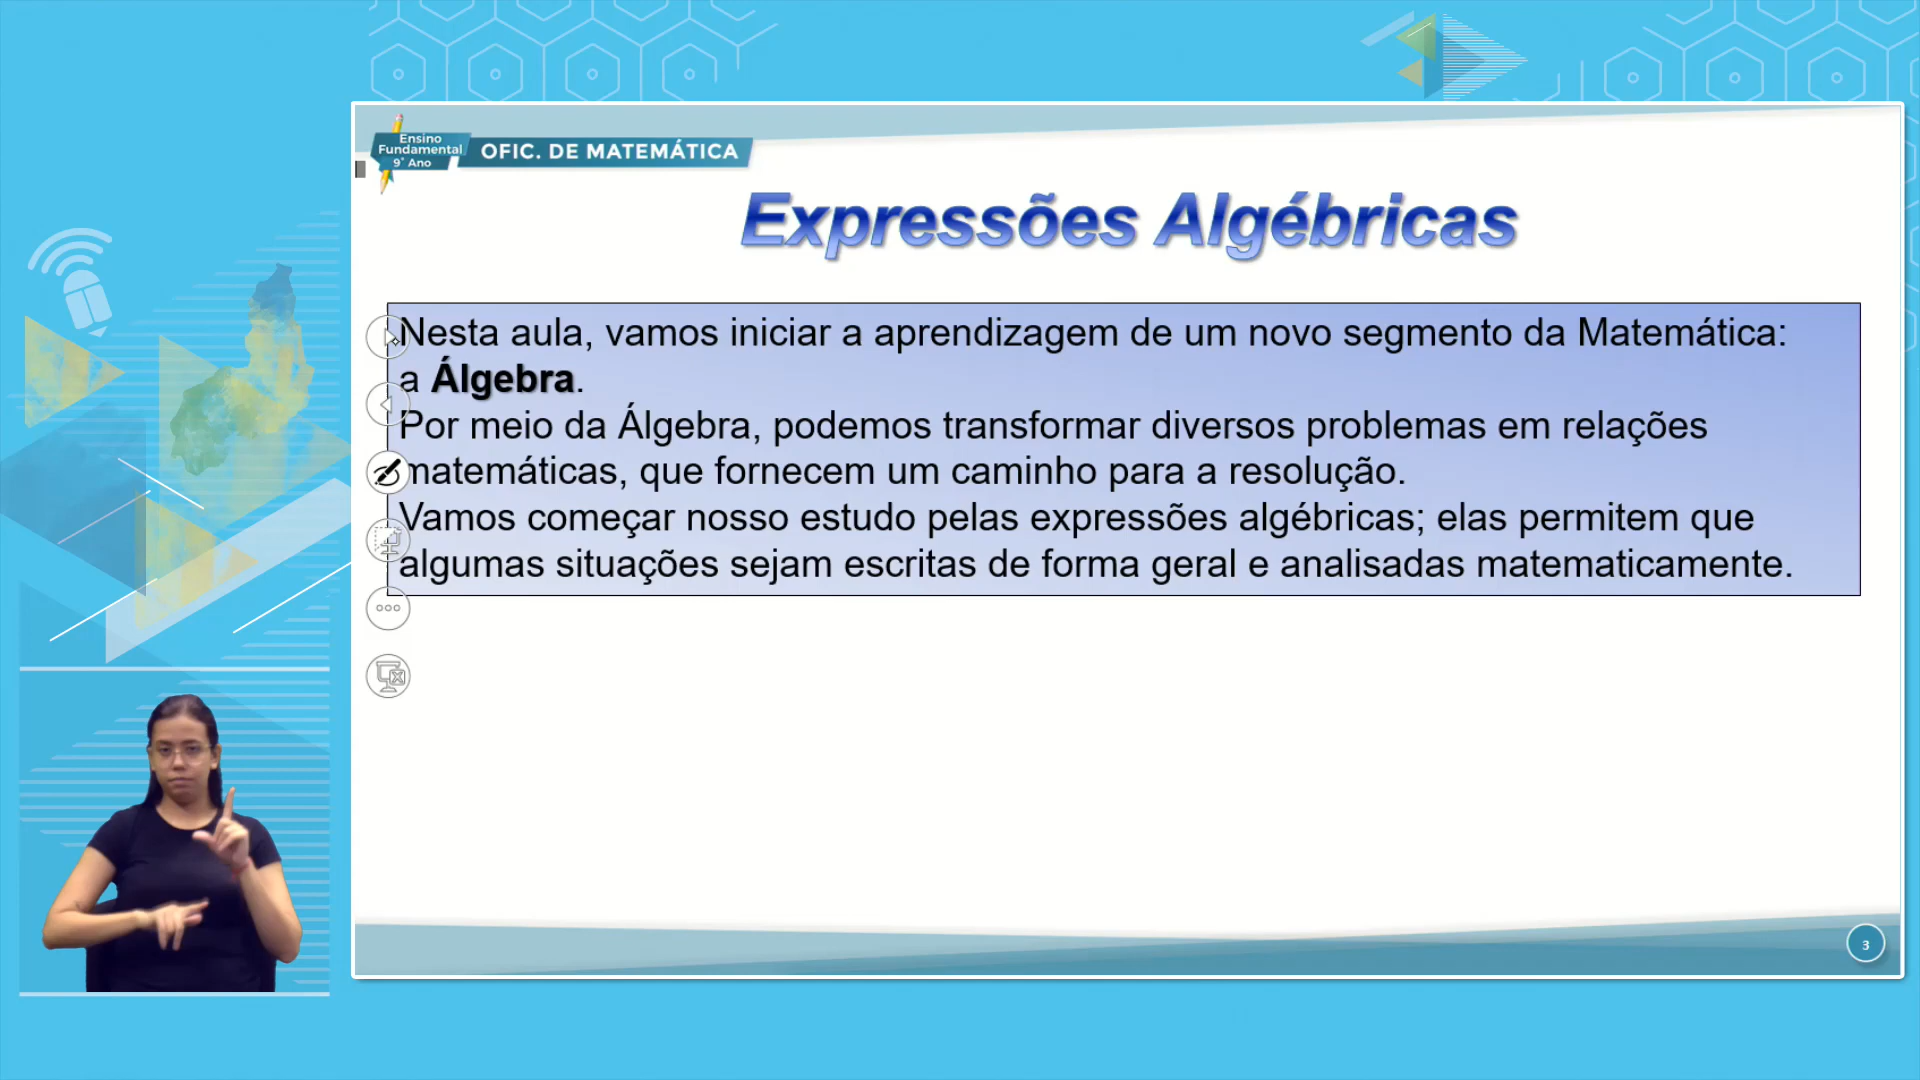 Ensino
Fundamental
9° Ano
OFIC. DE MATEMÁTICA
Expressões Algébricas
Nesta aula, vamos iniciar a aprendizagem de um novo segmento da Matemática:
a Álgebra.
Por meio da Álgebra, podemos transformar diversos problemas em relações
matemáticas, que fornecem um caminho para a resolução.
Vamos começar nosso estudo pelas expressões algébricas; elas permitem que
algumas situações sejam escritas de forma geral e analisadas matematicamente.
3